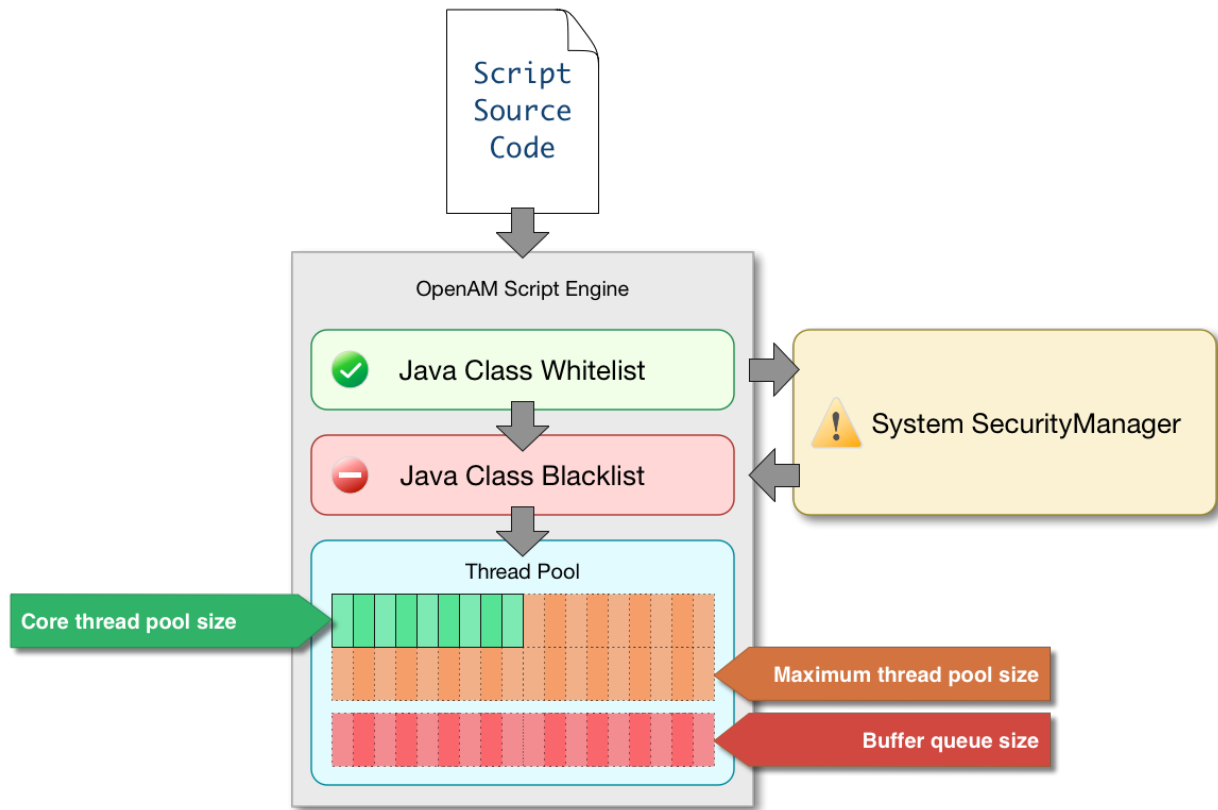 Script
Source
Code
OpenAM Script Engine
Java Class Whitelist
System SecurityManager
Java Class Blacklist
Thread Pool
Core thread pool size
Maximum thread pool size
Buffer queue size